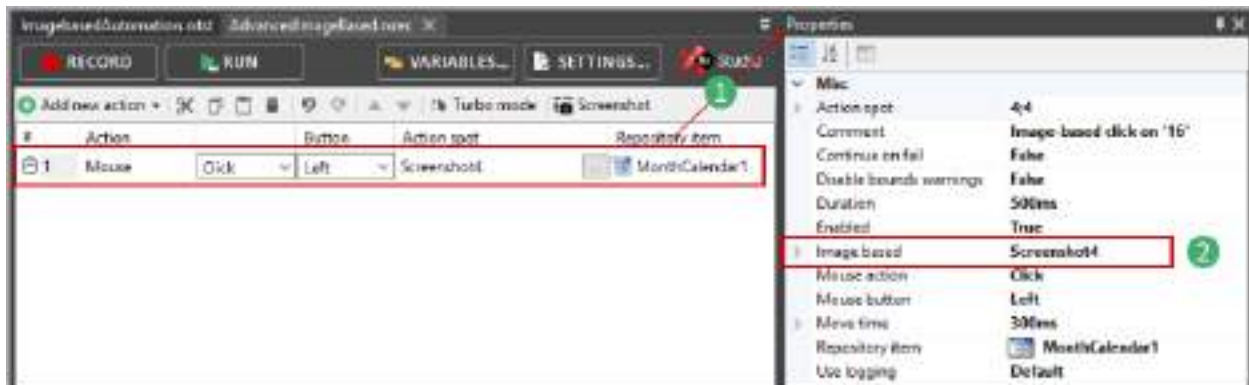 ImagebasedAutomation.rxtst AdvancedImageBased.rxrec X
RECORD RUN VARIABLES... SETTINGS... Studio
1
Add new action Turbo mode Screenshot
# Action Button Action spot Repository item
1 Mouse Click Left Screenshot4 ... MonthCalendar1
Properties
Misc
Action spot 4;4
Comment Image-based click on '16'
Continue on fail False
Disable bounds warnings False
Duration 500ms
Enabled True
Image based Screenshot4
2
Mouse action Click
Mouse button Left
Move time 300ms
Repository item MonthCalendar1
Use logging Default